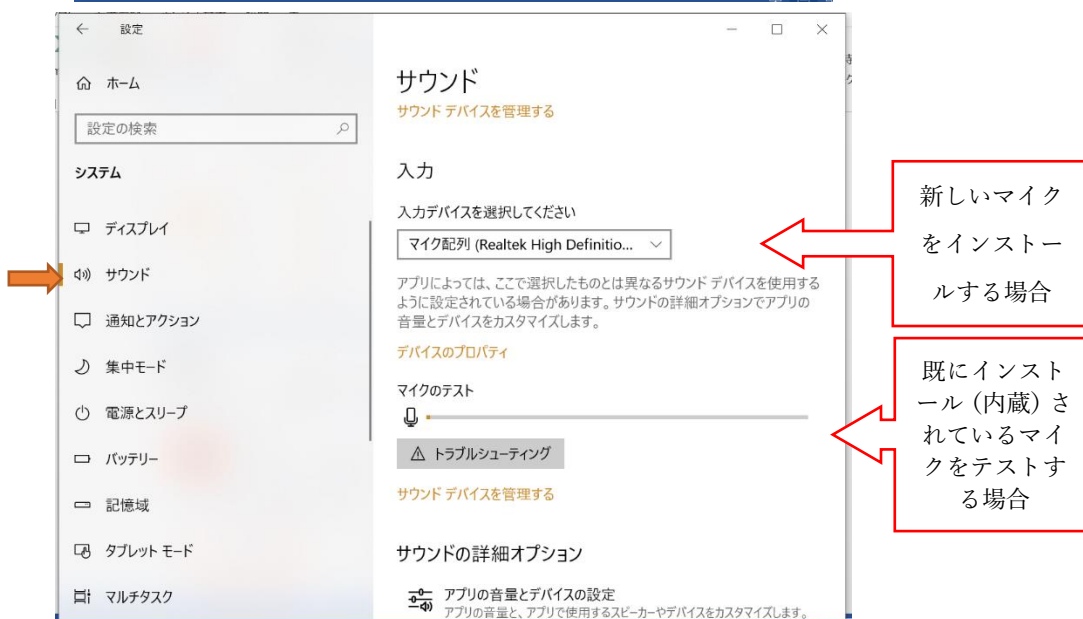 設定
ホーム
設定の検索
システム
ディスプレイ
サウンド
通知とアクション
集中モード
電源とスリープ
バッテリー
記憶域
タブレット モード
マルチタスク
サウンド
サウンド デバイスを管理する
入力
入力デバイスを選択してください
マイク配列 (Realtek High Definitio...
アプリによっては、ここで選択したものとは異なるサウンド デバイスを使用する
ように設定されている場合があります。サウンドの詳細オプションでアプリの
音量とデバイスをカスタマイズします。
デバイスのプロパティ
マイクのテスト
トラブルシューティング
サウンド デバイスを管理する
サウンドの詳細オプション
アプリの音量とデバイスの設定
アプリの音量と、アプリで使用するスピーカーやデバイスをカスタマイズします。
新しいマイク
をインストー
ルする場合
既にインスト
ール（内蔵）さ
れているマイ
クをテストす
る場合